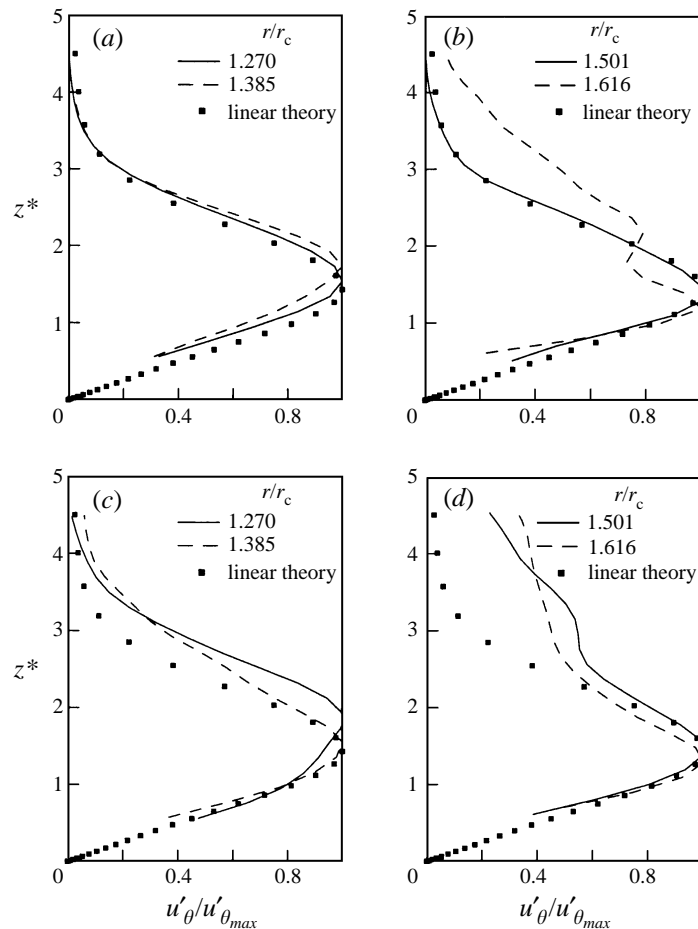 (a)
r/r_c
1.270
1.385
linear theory
5
4
3
2
1
0
z*
0.4
0.8
(b)
r/r_c
1.501
1.616
linear theory
5
4
3
2
1
0
0.4
0.8
(c)
r/r_c
1.270
1.385
linear theory
5
4
3
2
1
0
z*
0.4
0.8
u′_θ/u′_θ_max
(d)
r/r_c
1.501
1.616
linear theory
5
4
3
2
1
0
0.4
0.8
u′_θ/u′_θ_max